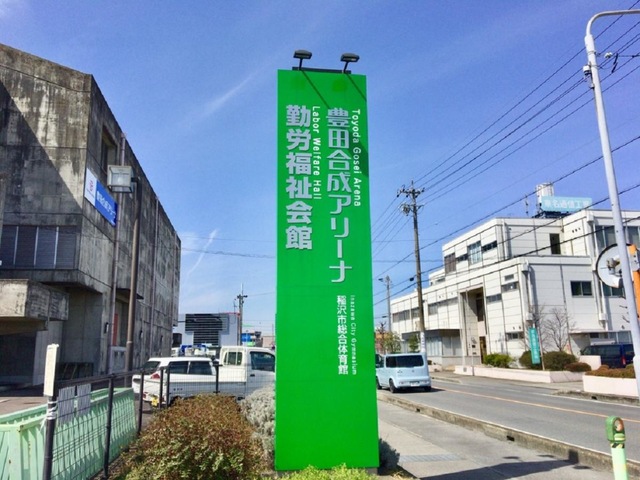 豊田合成アリーナ
Toyoda Gosei Arena
勤労福祉会館
Labor Welfare Hall
稲沢市総合体育館
Inazawa City Gymnasium